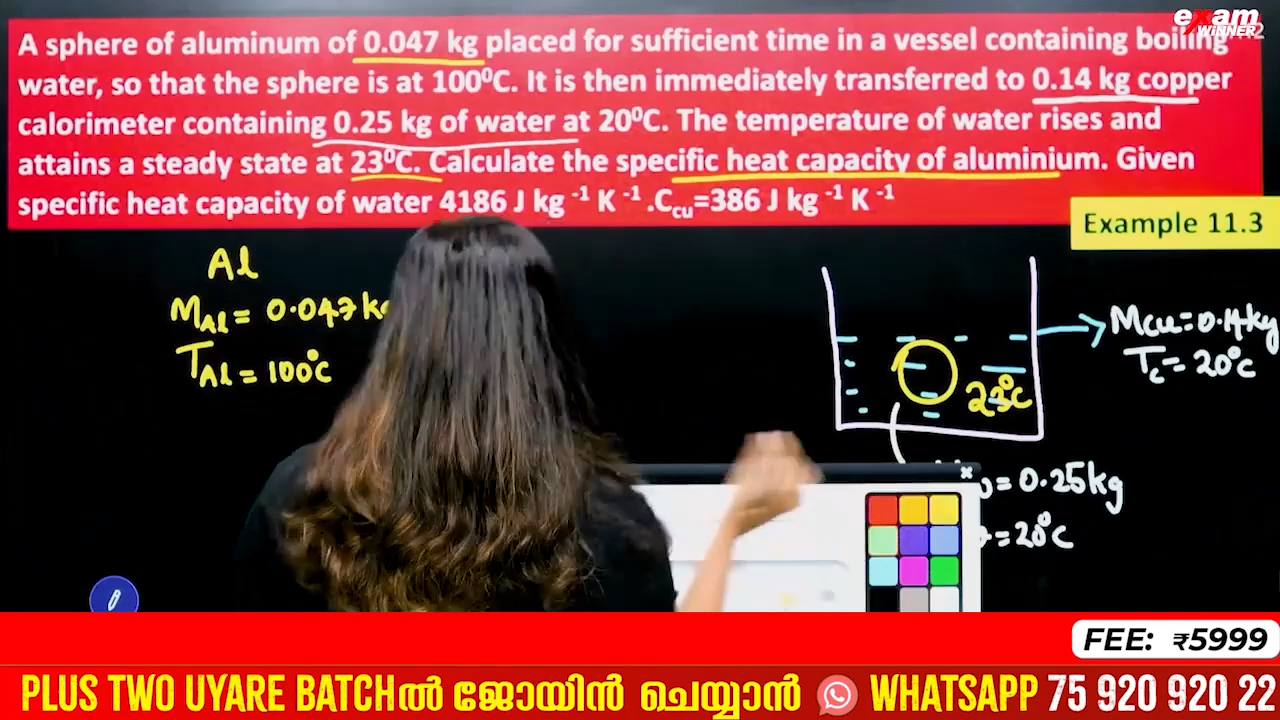 exam
WINNER
A sphere of aluminum of 0.047 kg placed for sufficient time in a vessel containing boiling
water, so that the sphere is at 100⁰C. It is then immediately transferred to 0.14 kg copper
calorimeter containing 0.25 kg of water at 20⁰C. The temperature of water rises and
attains a steady state at 23⁰C. Calculate the specific heat capacity of aluminium. Given
specific heat capacity of water 4186 J kg ⁻¹ K ⁻¹ .Ccu=386 J kg ⁻¹ K ⁻¹
Example 11.3
Al
MAl = 0.047 kg
TAl = 100°C
MCu = 0.14kg
Tc = 20°C
23°C
= 0.25kg
= 20°C
FEE: ₹5999
PLUS TWO UYARE BATCHൽ ജോയിൻ ചെയ്യാൻ WHATSAPP 75 920 920 22